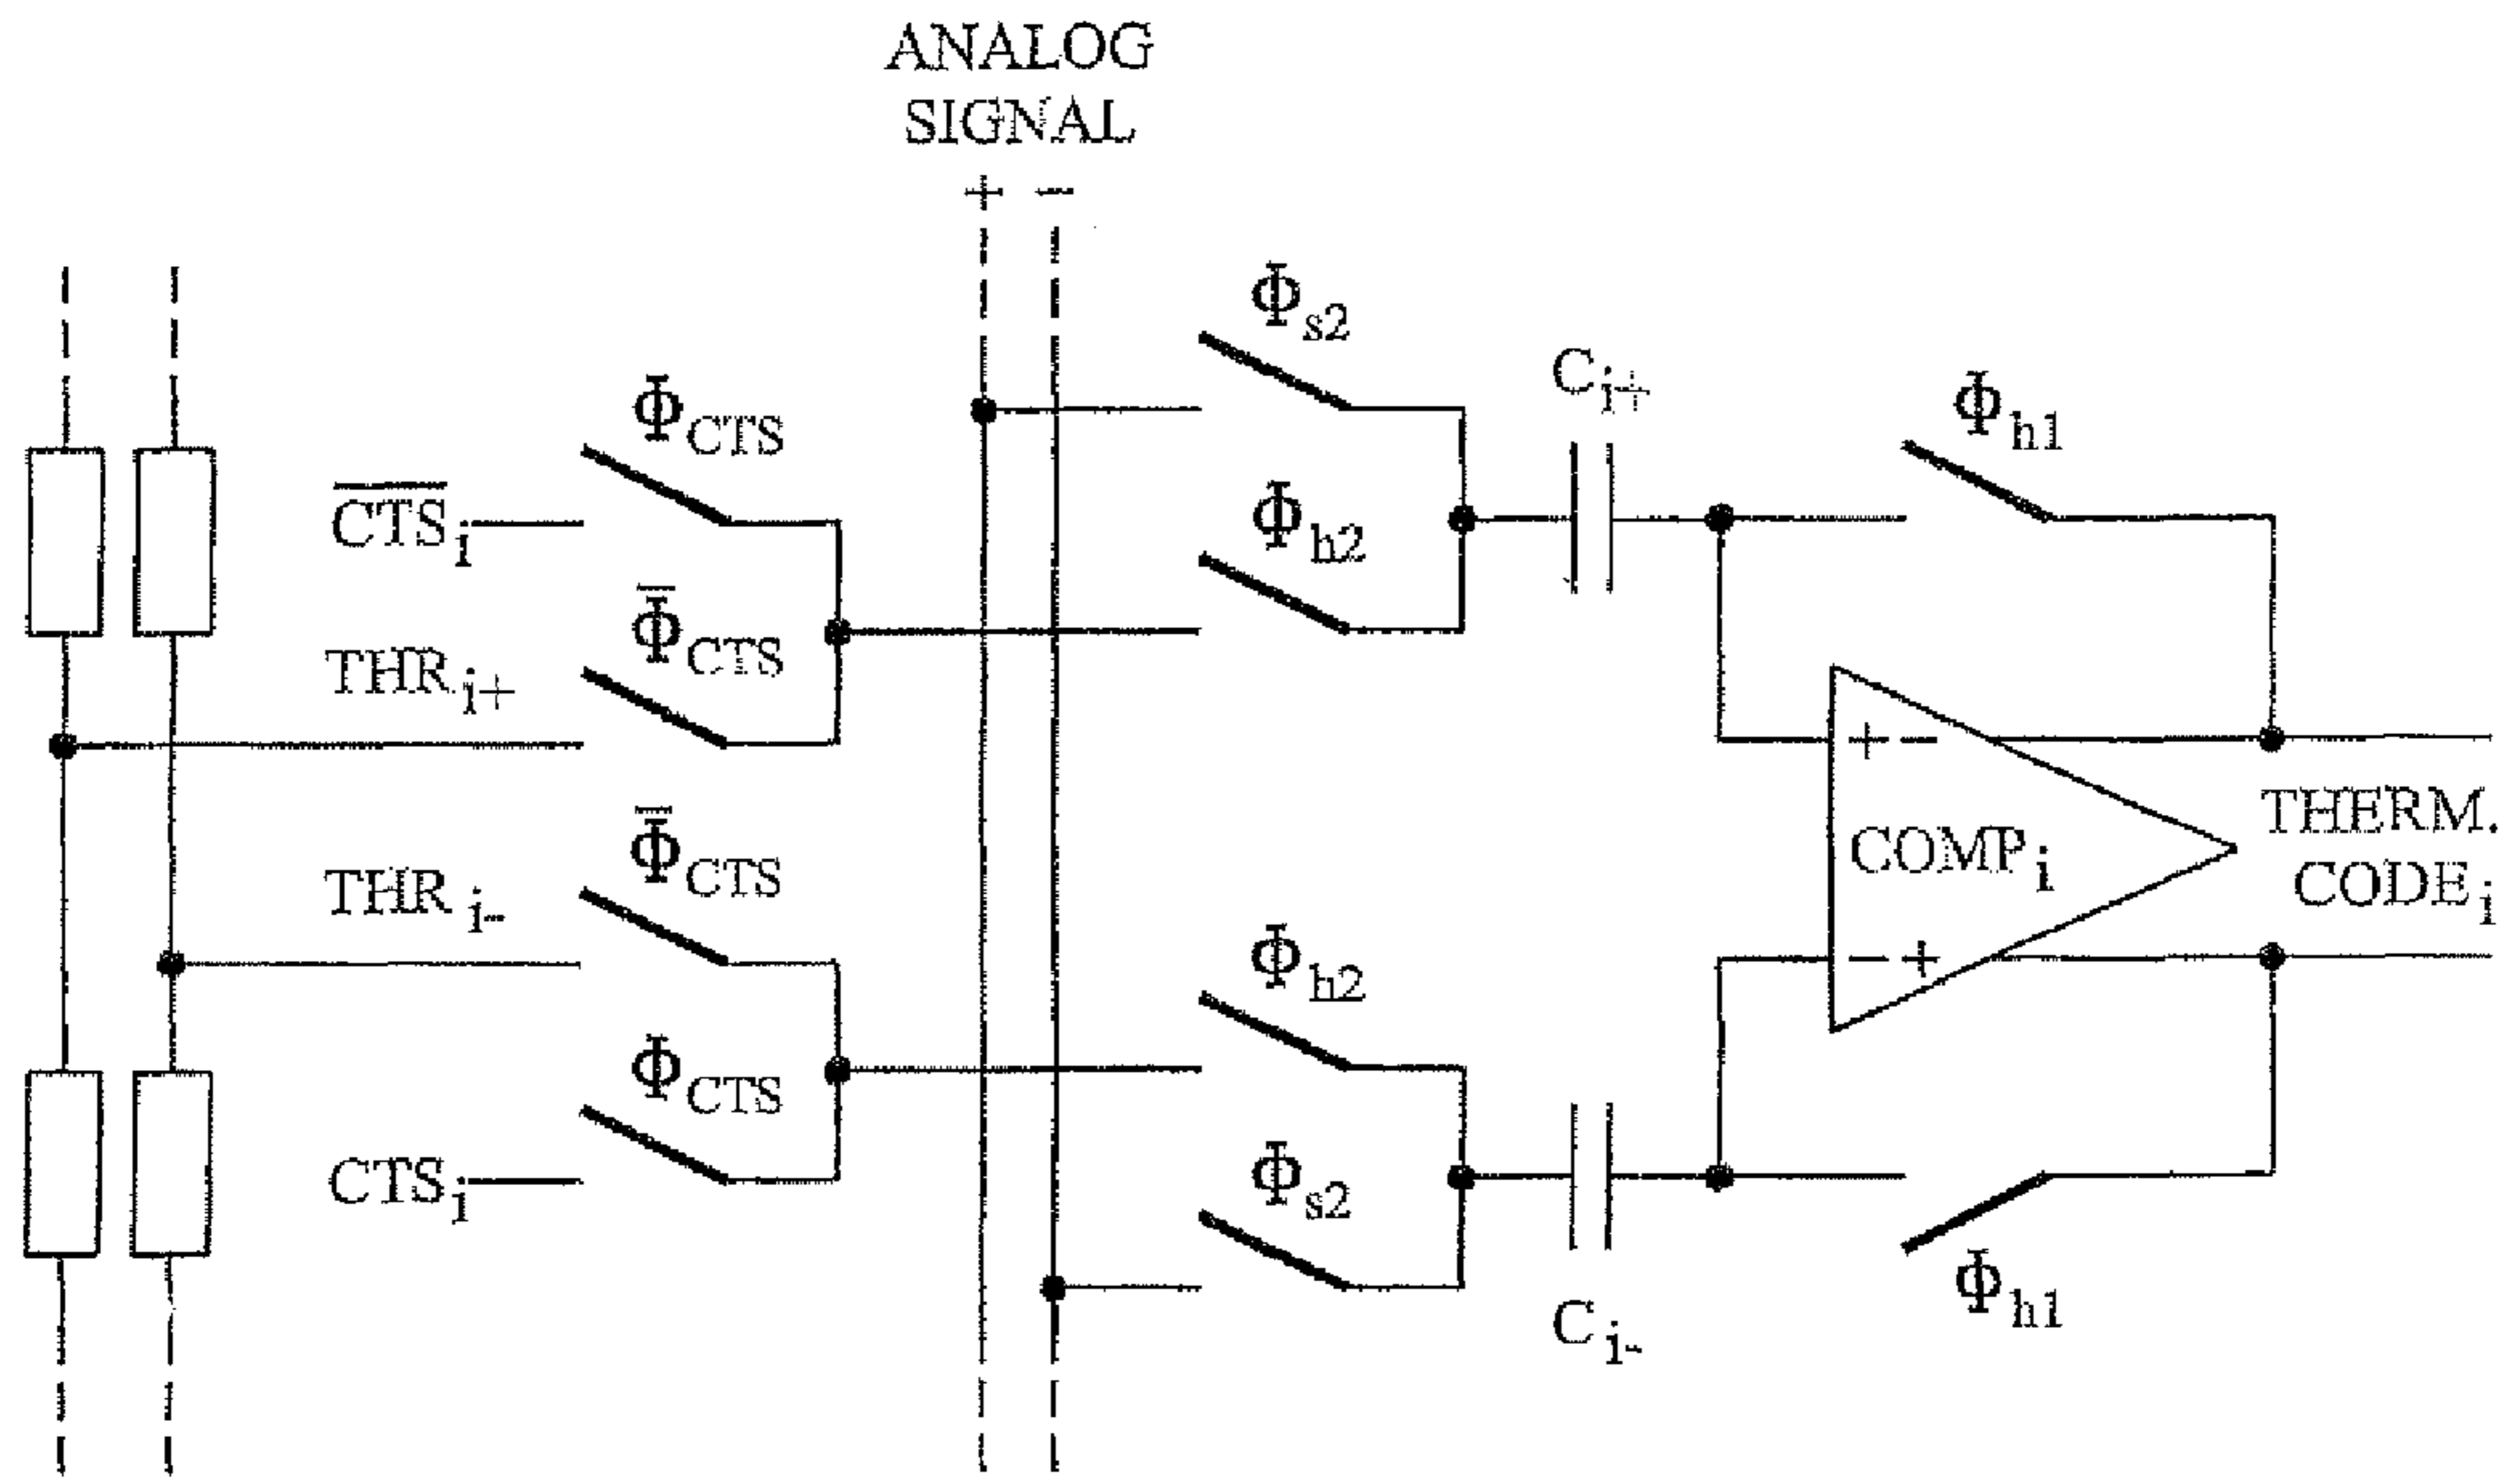 ANALOG
SIGNAL
+ −
Φs2
Ci+
ΦCTS
Φh1
C̅T̅S̅i
Φh2
Φ̅CTS
THRi+
+ −
Φ̅CTS
THERM.
COMPi
THRi-
CODEi
Φh2
− +
ΦCTS
Φs2
CTSi
Φh1
Ci-